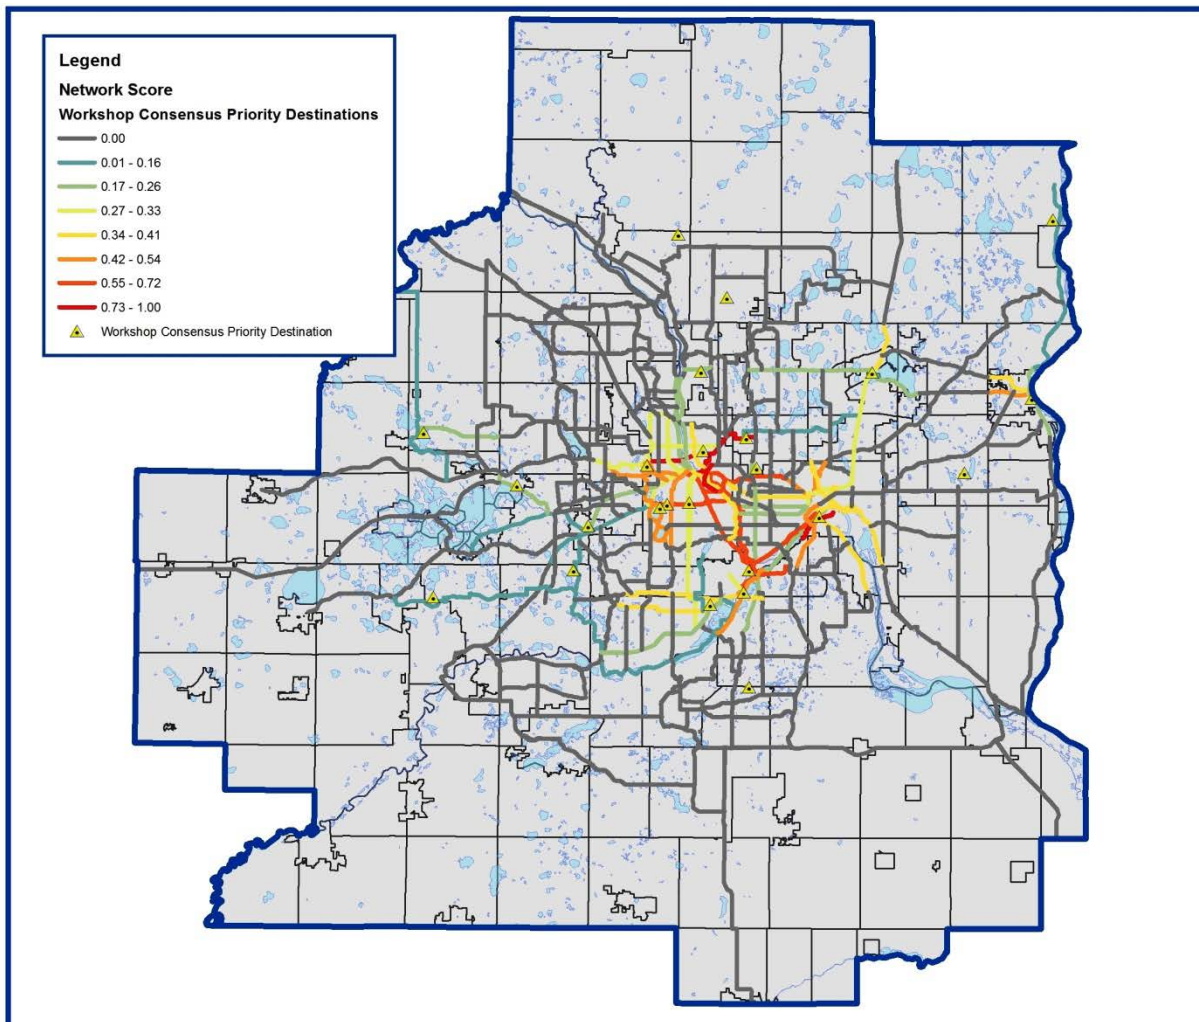 Legend
Network Score
Workshop Consensus Priority Destinations
0.00
0.01 - 0.16
0.17 - 0.26
0.27 - 0.33
0.34 - 0.41
0.42 - 0.54
0.55 - 0.72
0.73 - 1.00
Workshop Consensus Priority Destination